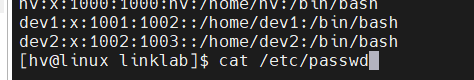 hv:x:1000:1000:hv:/home/hv:/bin/bash
dev1:x:1001:1002::/home/dev1:/bin/bash
dev2:x:1002:1003::/home/dev2:/bin/bash
[hv@linux linklab]$ cat /etc/passwd